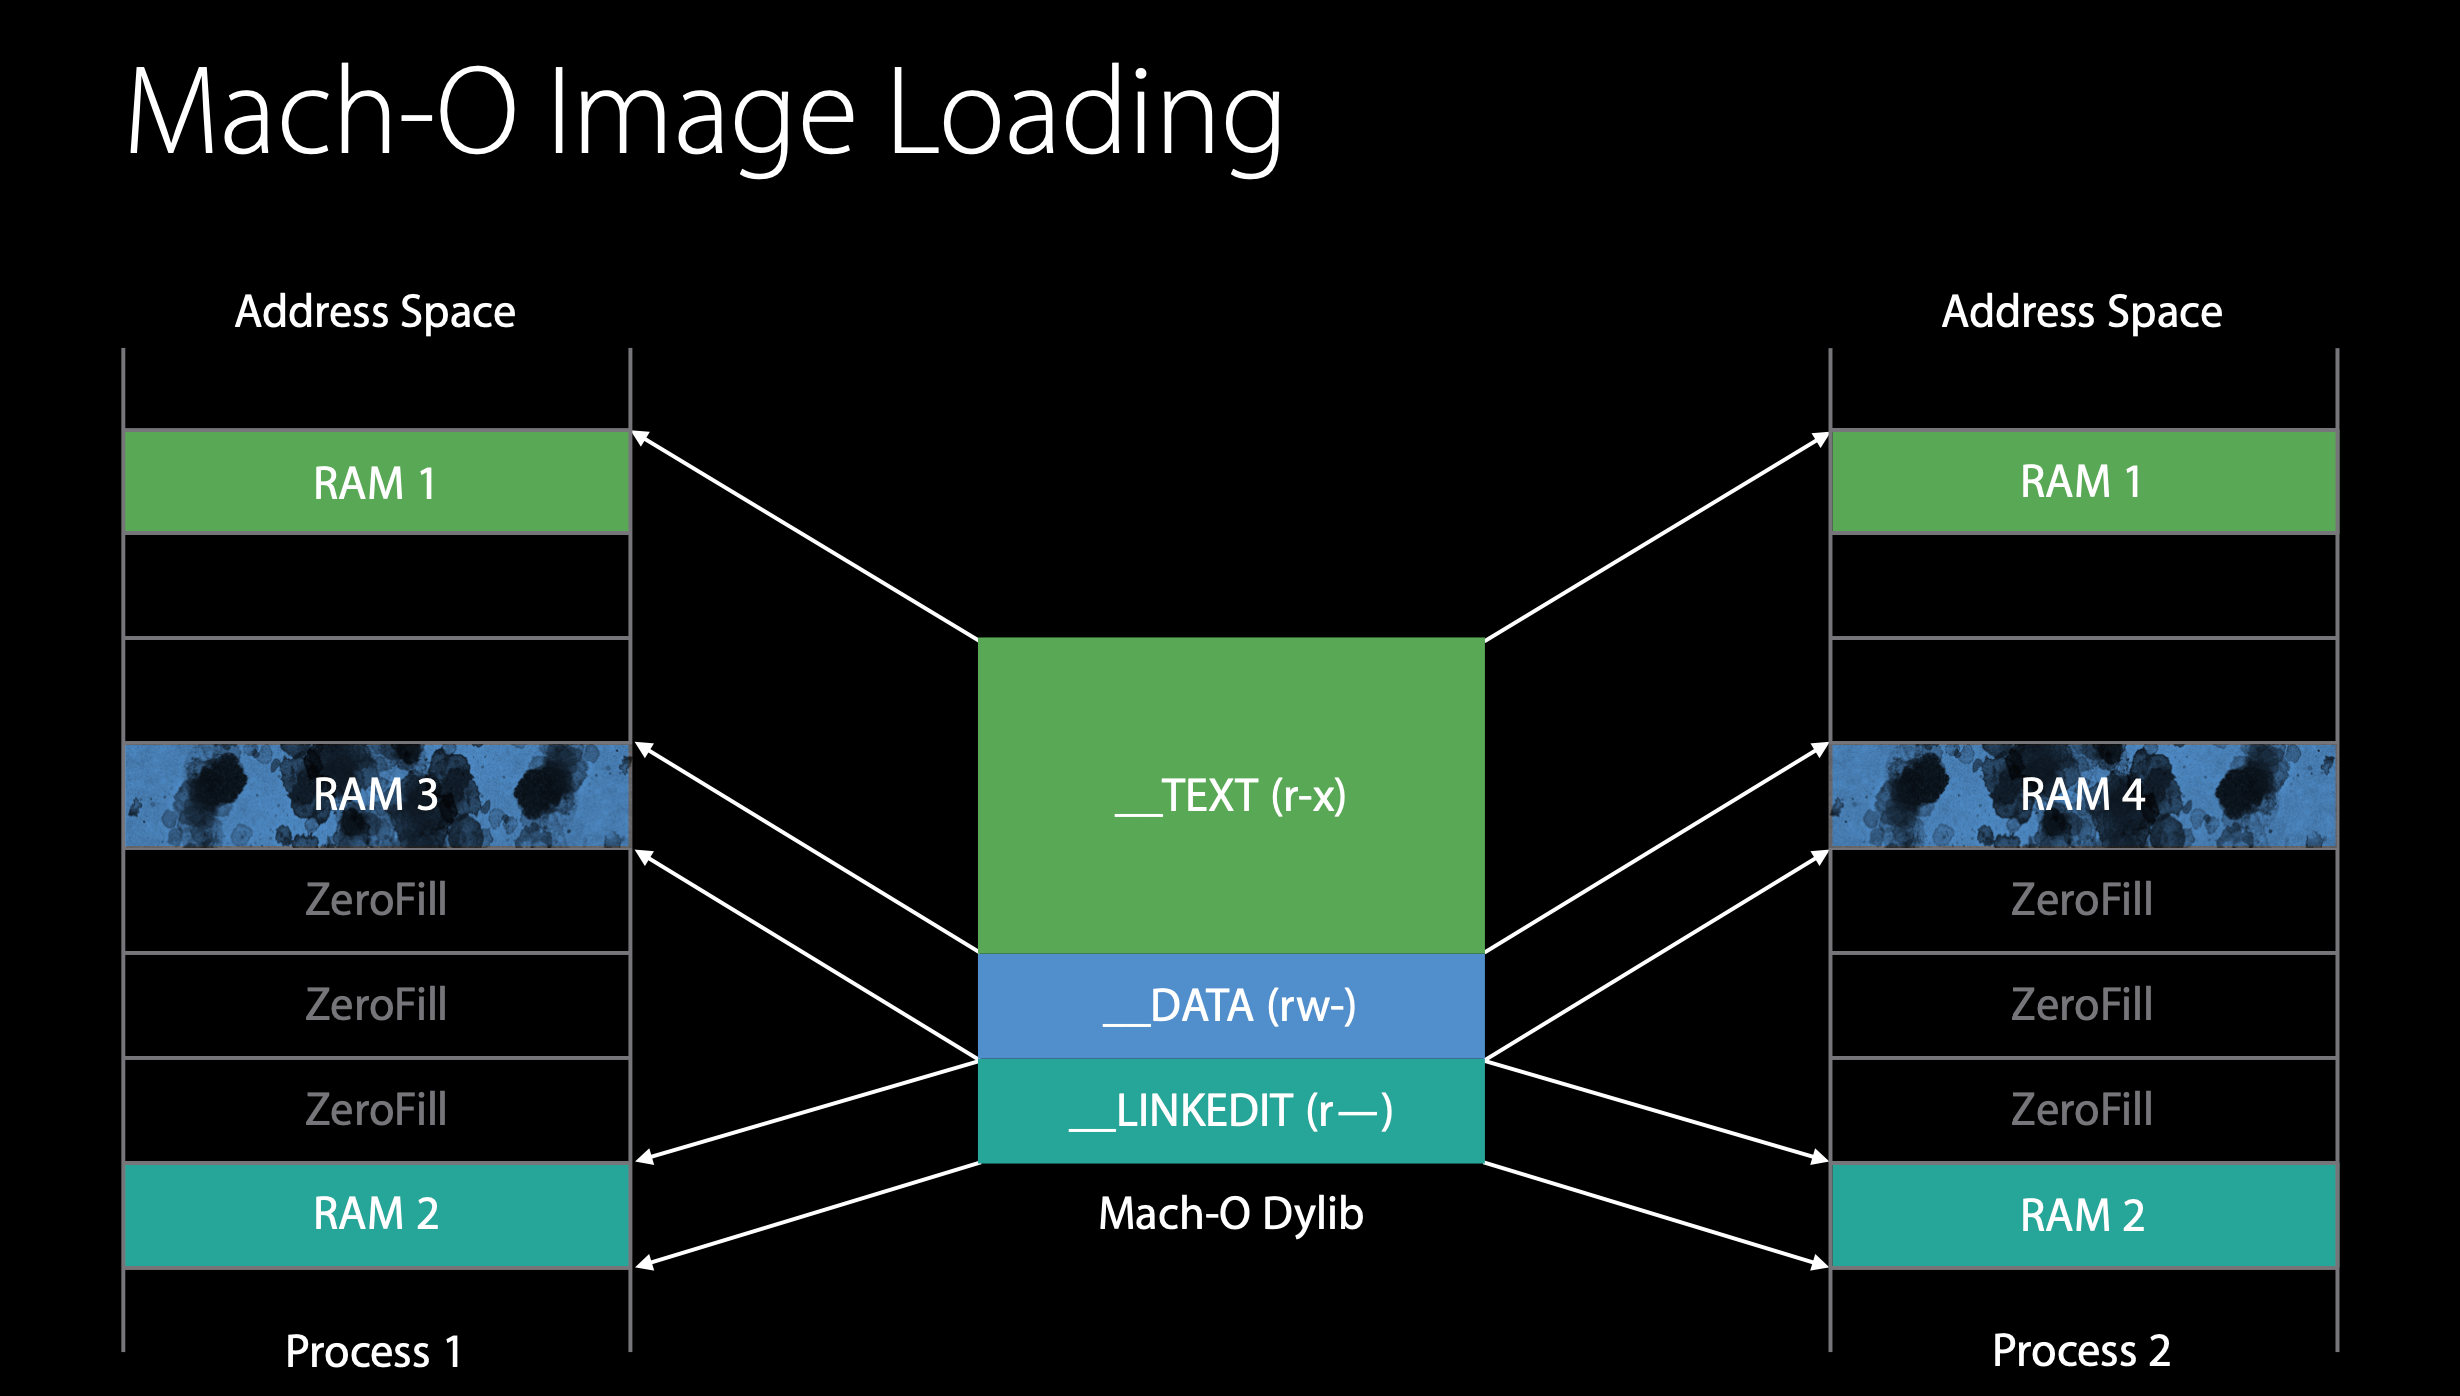 Mach-O Image Loading
Address Space
RAM 1
RAM 3
ZeroFill
ZeroFill
ZeroFill
RAM 2
Process 1
__TEXT (r-x)
__DATA (rw-)
__LINKEDIT (r—)
Mach-O Dylib
Address Space
RAM 1
RAM 4
ZeroFill
ZeroFill
ZeroFill
RAM 2
Process 2